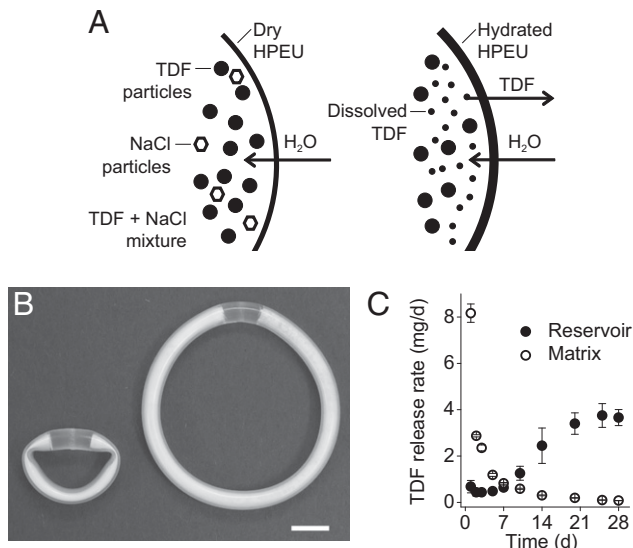 A
Dry
HPEU
TDF
particles
NaCl
particles
H₂O
TDF + NaCl
mixture
Hydrated
HPEU
TDF
Dissolved
TDF
H₂O
B
C
TDF release rate (mg/d)
8
6
4
2
0
Reservoir
Matrix
0 7 14 21 28
Time (d)